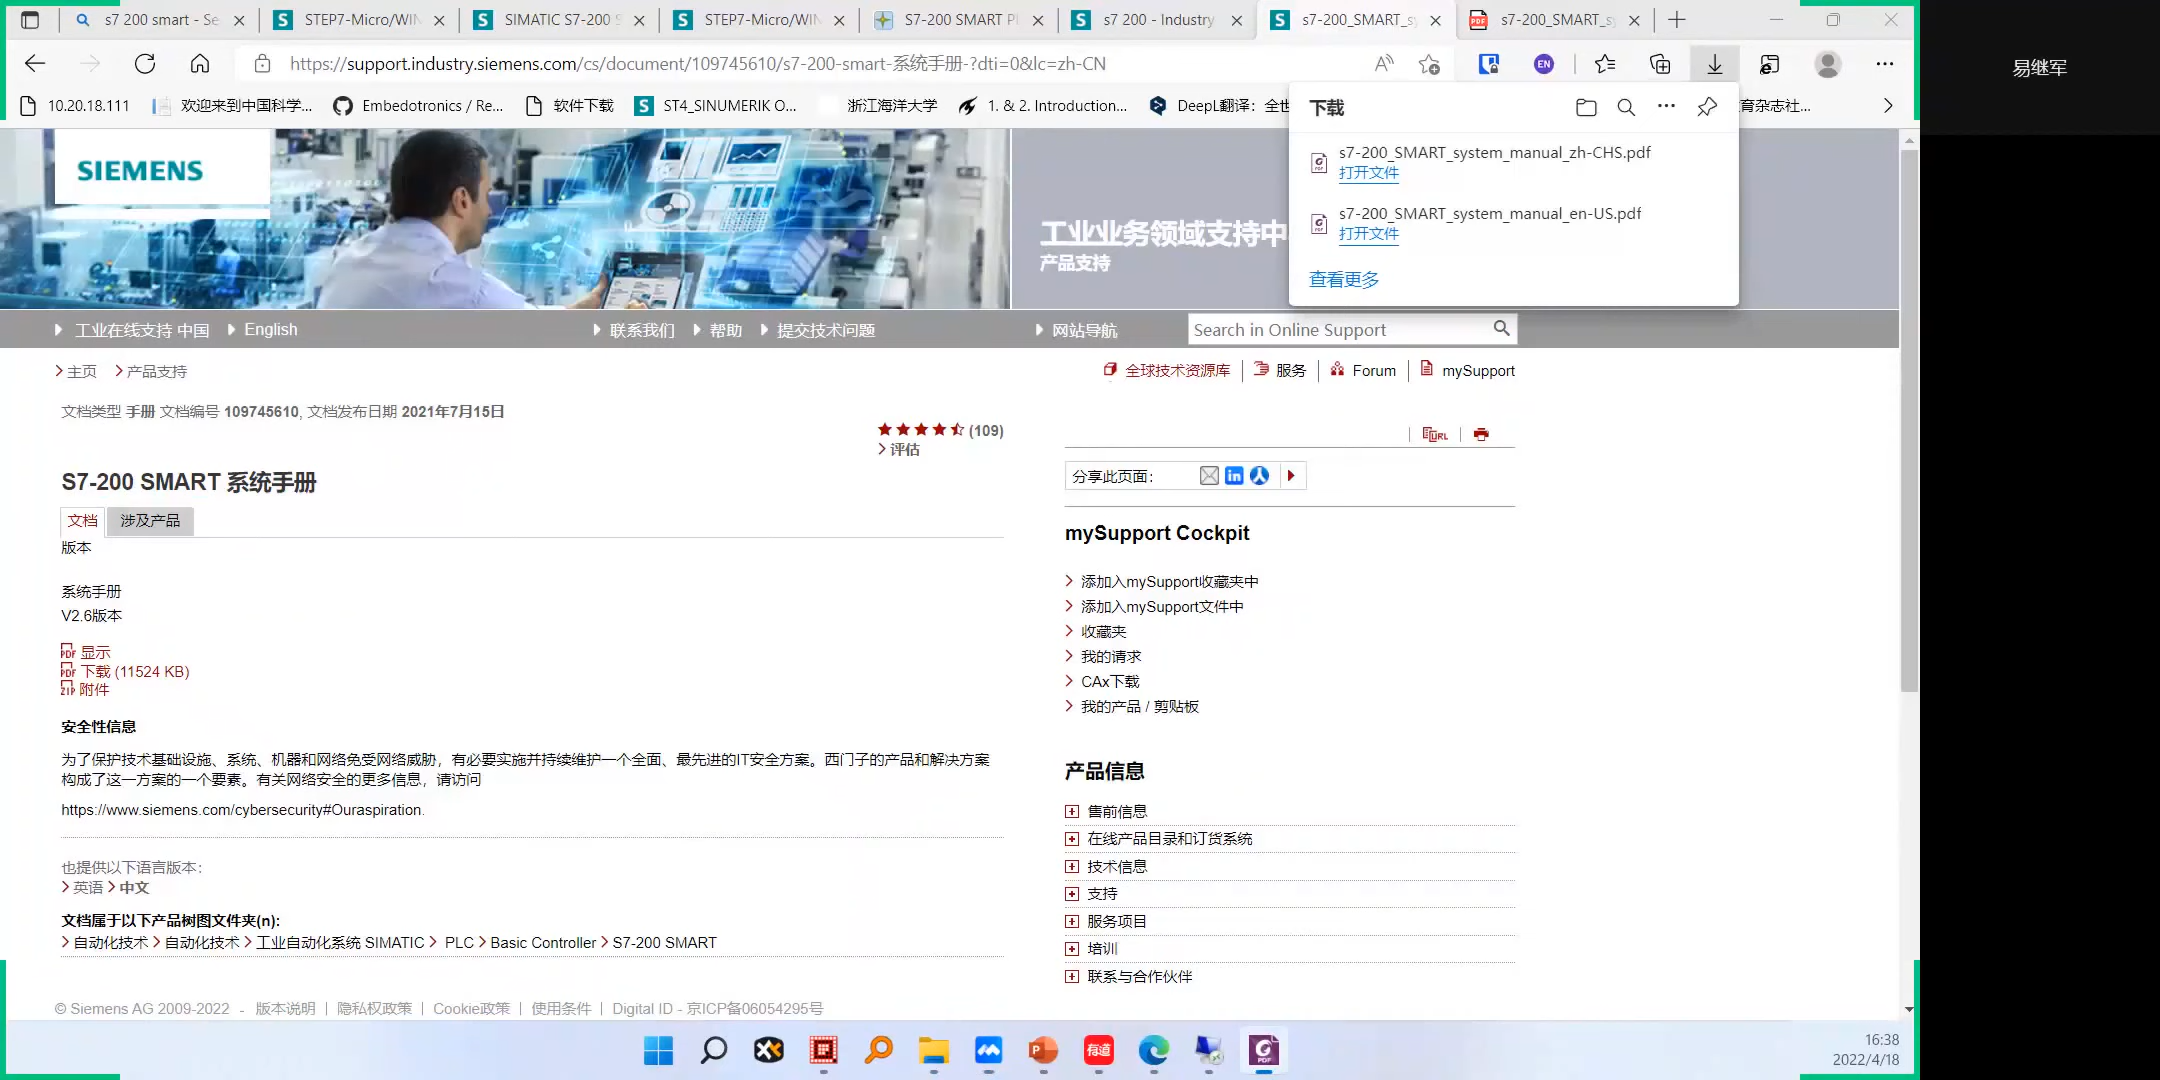 s7 200 smart - Se
STEP7-Micro/WIN
SIMATIC S7-200 S
STEP7-Micro/WIN
S7-200 SMART P
s7 200 - Industry
s7-200_SMART_sy
s7-200_SMART_sy
https://support.industry.siemens.com/cs/document/109745610/s7-200-smart-系统手册-?dti=0&lc=zh-CN
EN
10.20.18.111
欢迎来到中国科学...
Embedotronics / Re...
软件下载
ST4_SINUMERIK O...
浙江海洋大学
1. & 2. Introduction...
DeepL翻译：全世
育杂志社...
下载
s7-200_SMART_system_manual_zh-CHS.pdf
打开文件
s7-200_SMART_system_manual_en-US.pdf
打开文件
查看更多
易继军
SIEMENS
工业业务领域支持中
产品支持
工业在线支持 中国
English
联系我们
帮助
提交技术问题
网站导航
Search in Online Support
主页
产品支持
全球技术资源库
服务
Forum
mySupport
文档类型 手册 文档编号 109745610, 文档发布日期 2021年7月15日
(109)
评估
URL
分享此页面：
S7-200 SMART 系统手册
文档
涉及产品
版本
系统手册
V2.6版本
PDF 显示
PDF 下载 (11524 KB)
ZIP 附件
安全性信息
为了保护技术基础设施、系统、机器和网络免受网络威胁，有必要实施并持续维护一个全面、最先进的IT安全方案。西门子的产品和解决方案
构成了这一方案的一个要素。有关网络安全的更多信息，请访问
https://www.siemens.com/cybersecurity#Ouraspiration.
也提供以下语言版本：
英语
中文
文档属于以下产品树图文件夹(n):
自动化技术
自动化技术
工业自动化系统 SIMATIC
PLC
Basic Controller
S7-200 SMART
mySupport Cockpit
添加入mySupport收藏夹中
添加入mySupport文件中
收藏夹
我的请求
CAx下载
我的产品 / 剪贴板
产品信息
售前信息
在线产品目录和订货系统
技术信息
支持
服务项目
培训
联系与合作伙伴
© Siemens AG 2009-2022 - 版本说明 | 隐私权政策 | Cookie政策 | 使用条件 | Digital ID - 京ICP备06054295号
有道
PDF
16:38
2022/4/18